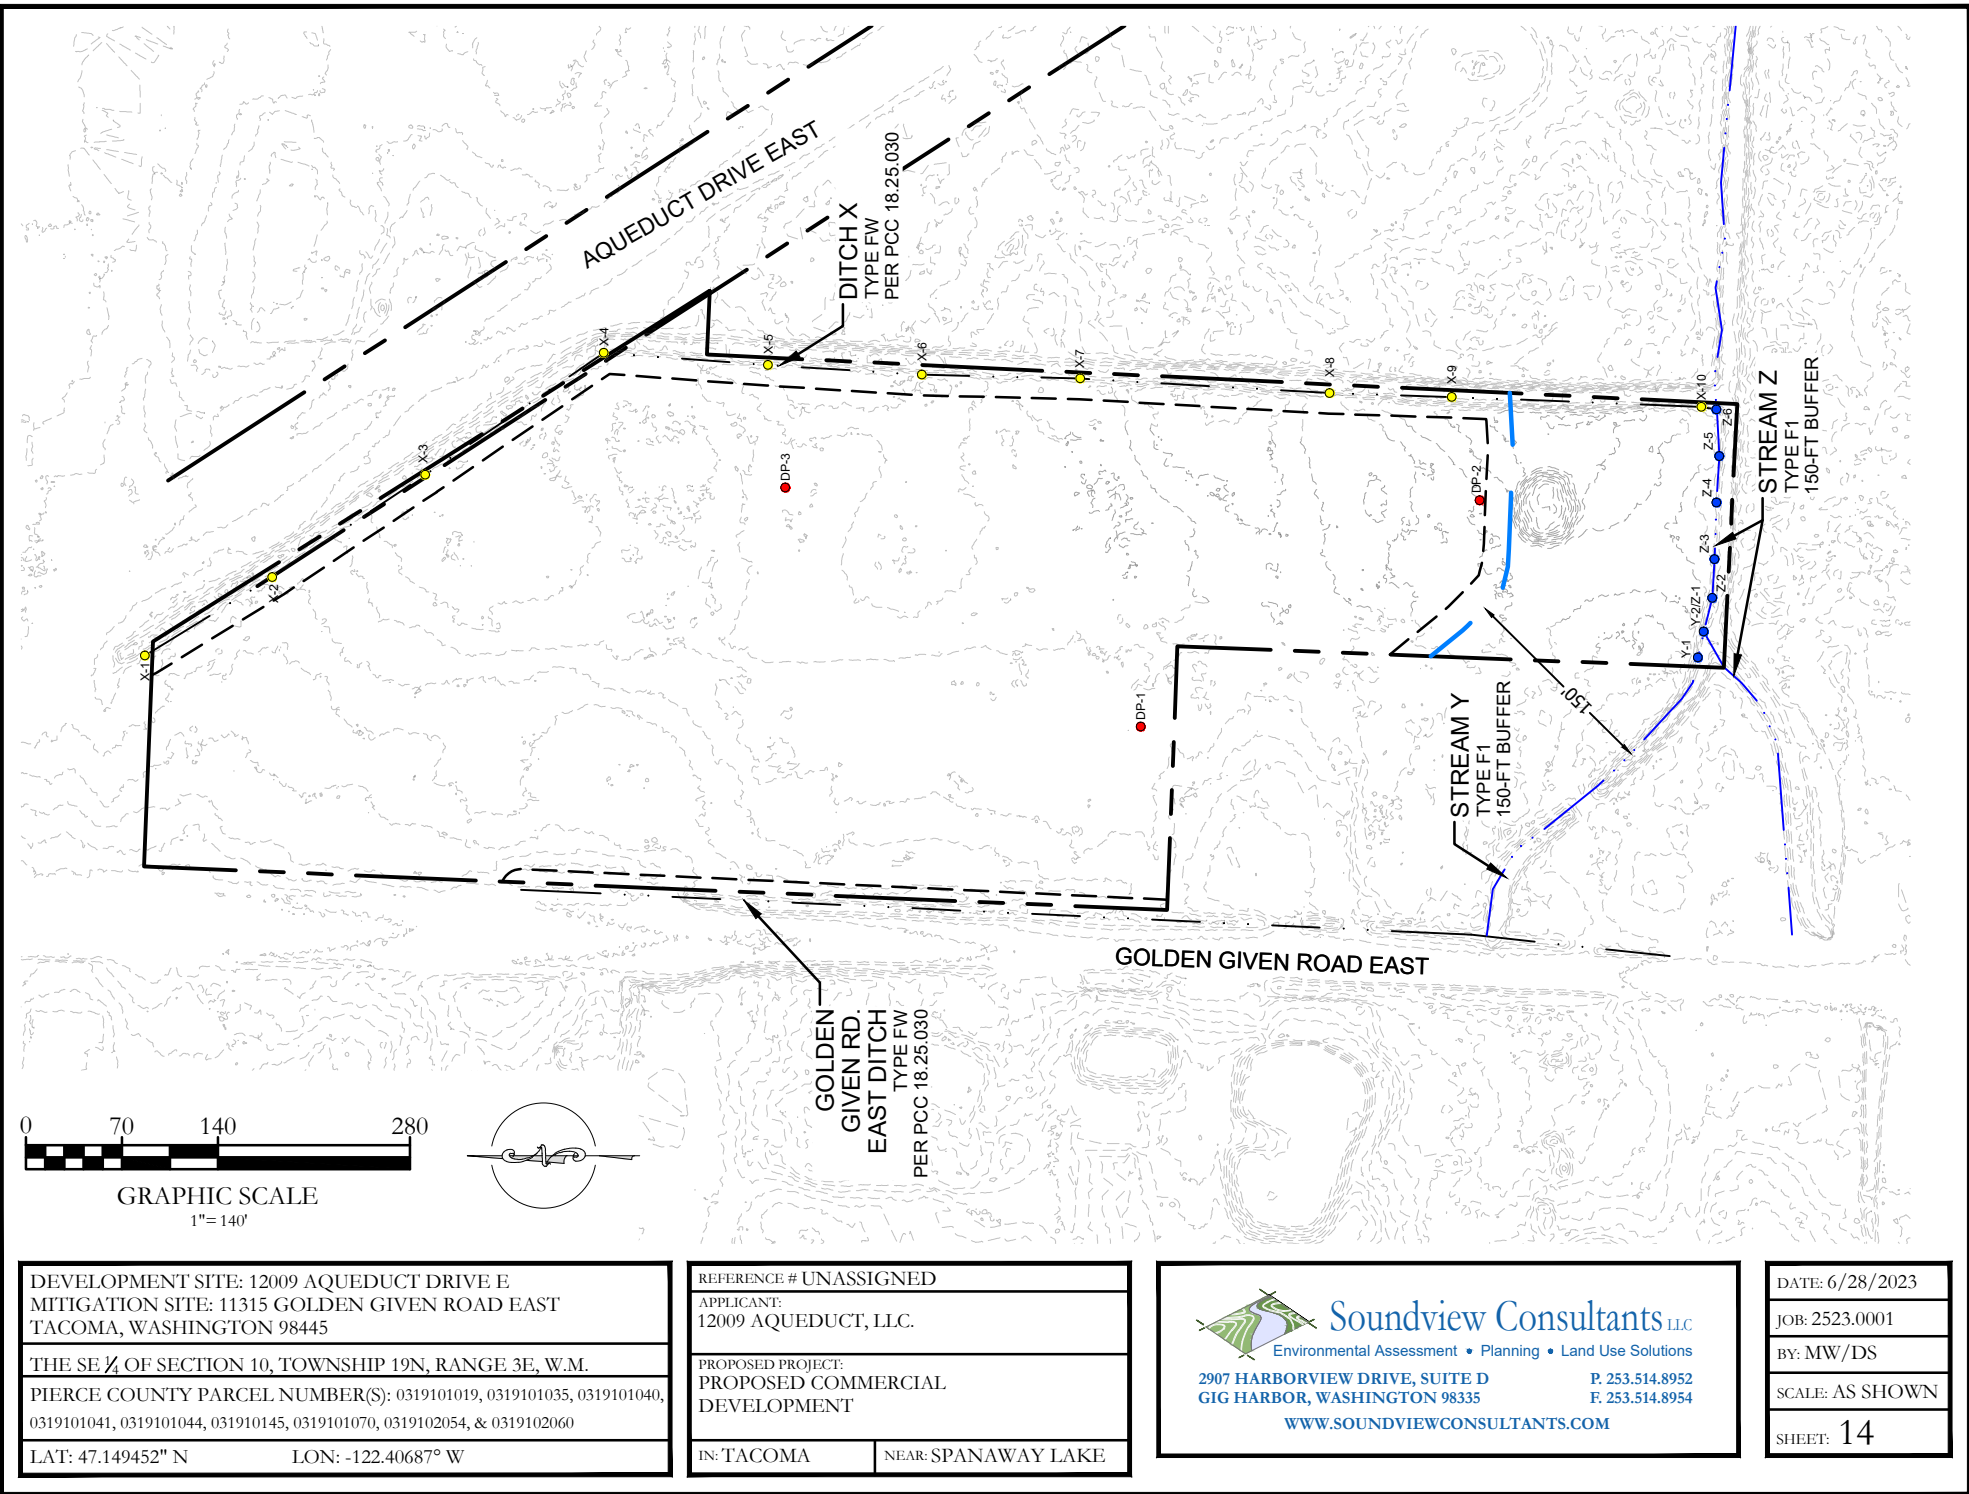 AQUEDUCT DRIVE EAST
DITCH X
TYPE FW
PER PCC 18.25.030
X-1
X-2
X-3
X-4
X-5
X-6
X-7
X-8
X-9
X-10
DP-3
DP-2
DP-1
Z-6
Z-5
Z-4
Z-3
Z-2
Y-2/Z-1
Y-1
STREAM Z
TYPE F1
150-FT BUFFER
150'
STREAM Y
TYPE F1
150-FT BUFFER
GOLDEN GIVEN ROAD EAST
GOLDEN
GIVEN RD.
EAST DITCH
TYPE FW
PER PCC 18.25.030
0 70 140 280
GRAPHIC SCALE
1"= 140'
N
DEVELOPMENT SITE: 12009 AQUEDUCT DRIVE E
MITIGATION SITE: 11315 GOLDEN GIVEN ROAD EAST
TACOMA, WASHINGTON 98445
THE SE 1/4 OF SECTION 10, TOWNSHIP 19N, RANGE 3E, W.M.
PIERCE COUNTY PARCEL NUMBER(S): 0319101019, 0319101035, 0319101040,
0319101041, 0319101044, 031910145, 0319101070, 0319102054, & 0319102060
LAT: 47.149452" N LON: -122.40687° W
REFERENCE # UNASSIGNED
APPLICANT:
12009 AQUEDUCT, LLC.
PROPOSED PROJECT:
PROPOSED COMMERCIAL
DEVELOPMENT
IN: TACOMA NEAR: SPANAWAY LAKE
Soundview Consultants LLC
Environmental Assessment • Planning • Land Use Solutions
2907 HARBORVIEW DRIVE, SUITE D P. 253.514.8952
GIG HARBOR, WASHINGTON 98335 F. 253.514.8954
WWW.SOUNDVIEWCONSULTANTS.COM
DATE: 6/28/2023
JOB: 2523.0001
BY: MW/DS
SCALE: AS SHOWN
SHEET: 14